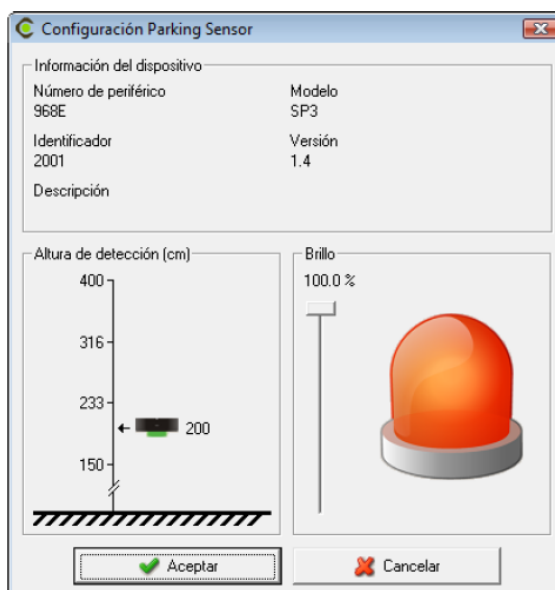 Configuración Parking Sensor
Información del dispositivo
Número de periférico
Modelo
968E
SP3
Identificador
Versión
2001
1.4
Descripción
Altura de detección (cm)
400
316
233
200
150
Brillo
100.0 %
Aceptar
Cancelar